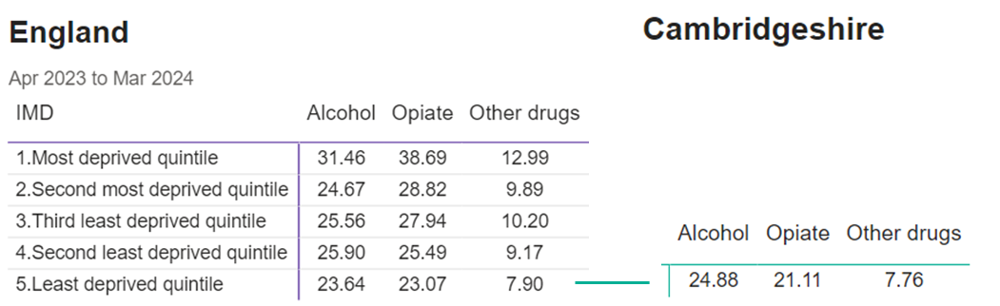 England
Apr 2023 to Mar 2024
IMD Alcohol Opiate Other drugs
1.Most deprived quintile 31.46 38.69 12.99
2.Second most deprived quintile 24.67 28.82 9.89
3.Third least deprived quintile 25.56 27.94 10.20
4.Second least deprived quintile 25.90 25.49 9.17
5.Least deprived quintile 23.64 23.07 7.90
Cambridgeshire
Alcohol Opiate Other drugs
24.88 21.11 7.76